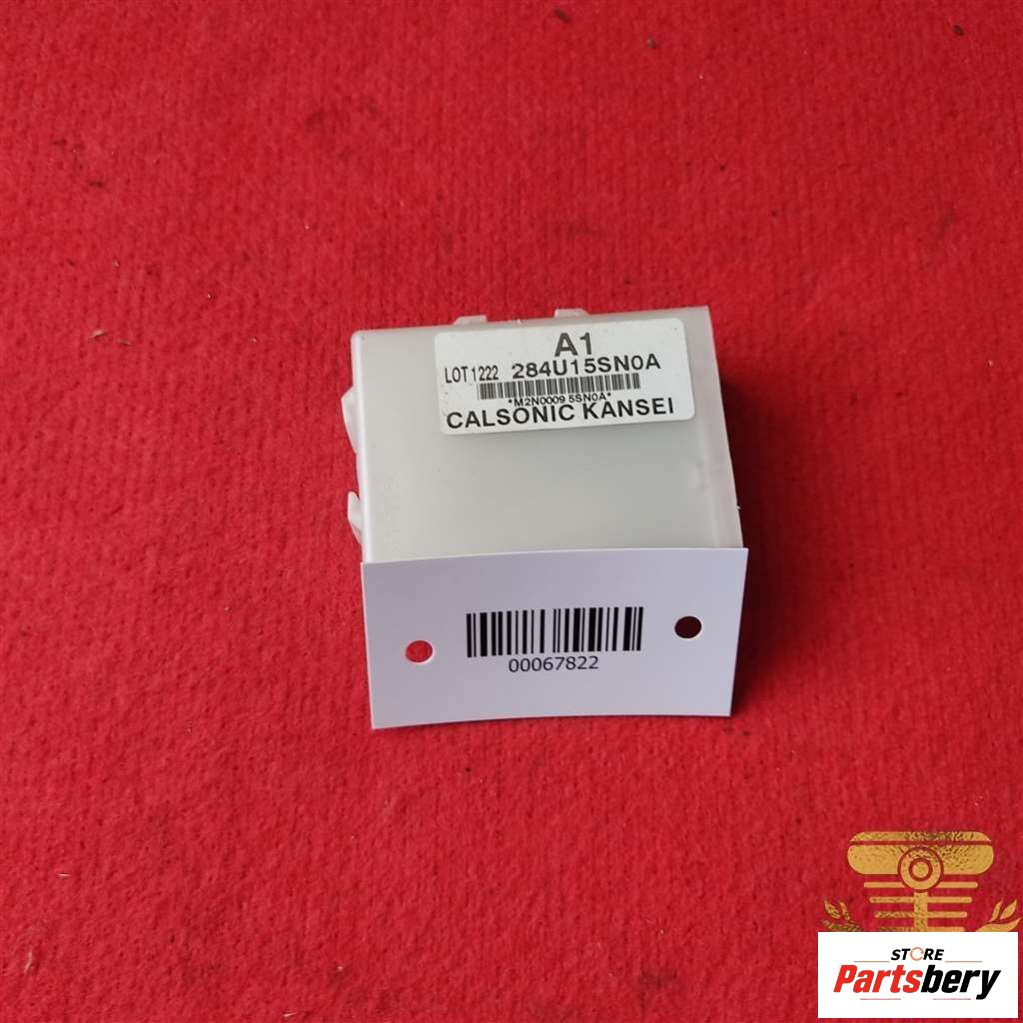 A1
LOT 1222 284U15SN0A
*M2N0009 5SN0A*
CALSONIC KANSEI
00067822
STORE
Partsbery